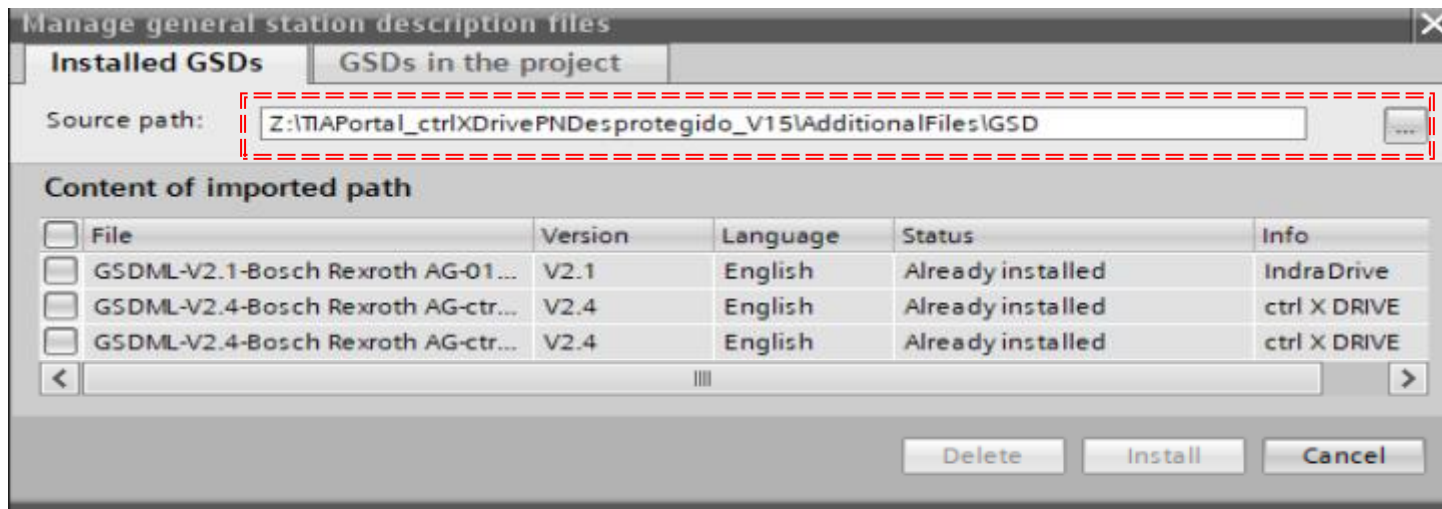 Manage general station description files
Installed GSDs GSDs in the project
Source path: Z:\TIAPortal_ctrlXDrivePNDesprotegido_V15\AdditionalFiles\GSD ...
Content of imported path
File Version Language Status Info
GSDML-V2.1-Bosch Rexroth AG-01... V2.1 English Already installed IndraDrive
GSDML-V2.4-Bosch Rexroth AG-ctr... V2.4 English Already installed ctrl X DRIVE
GSDML-V2.4-Bosch Rexroth AG-ctr... V2.4 English Already installed ctrl X DRIVE
Delete Install Cancel